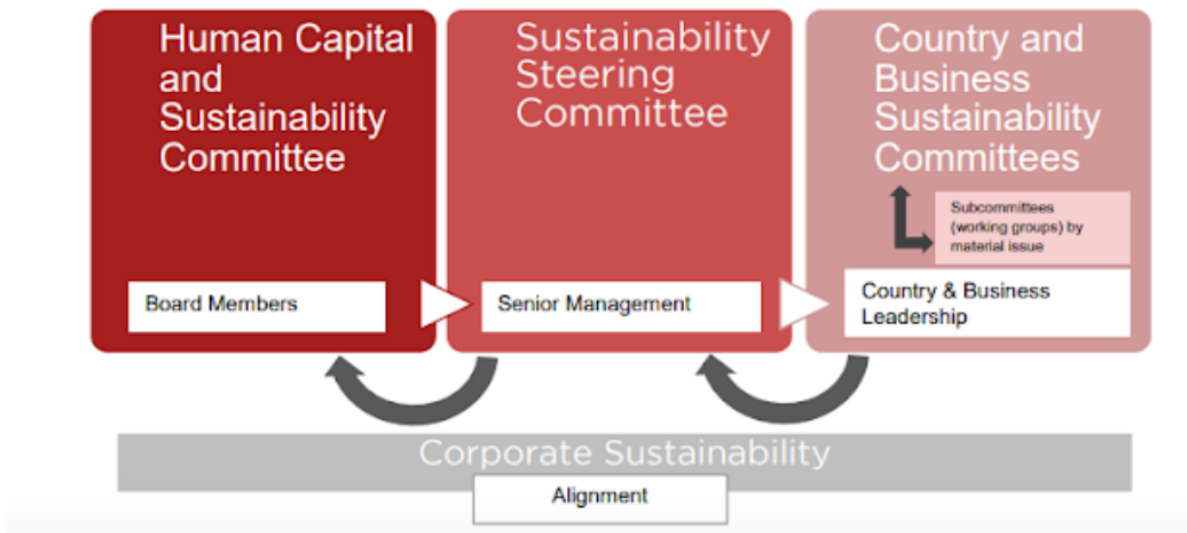 Human Capital
and
Sustainability
Committee
Board Members
Sustainability
Steering
Committee
Senior Management
Country and
Business
Sustainability
Committees
Subcommittees
(working groups) by
material issue
Country & Business
Leadership
Corporate Sustainability
Alignment